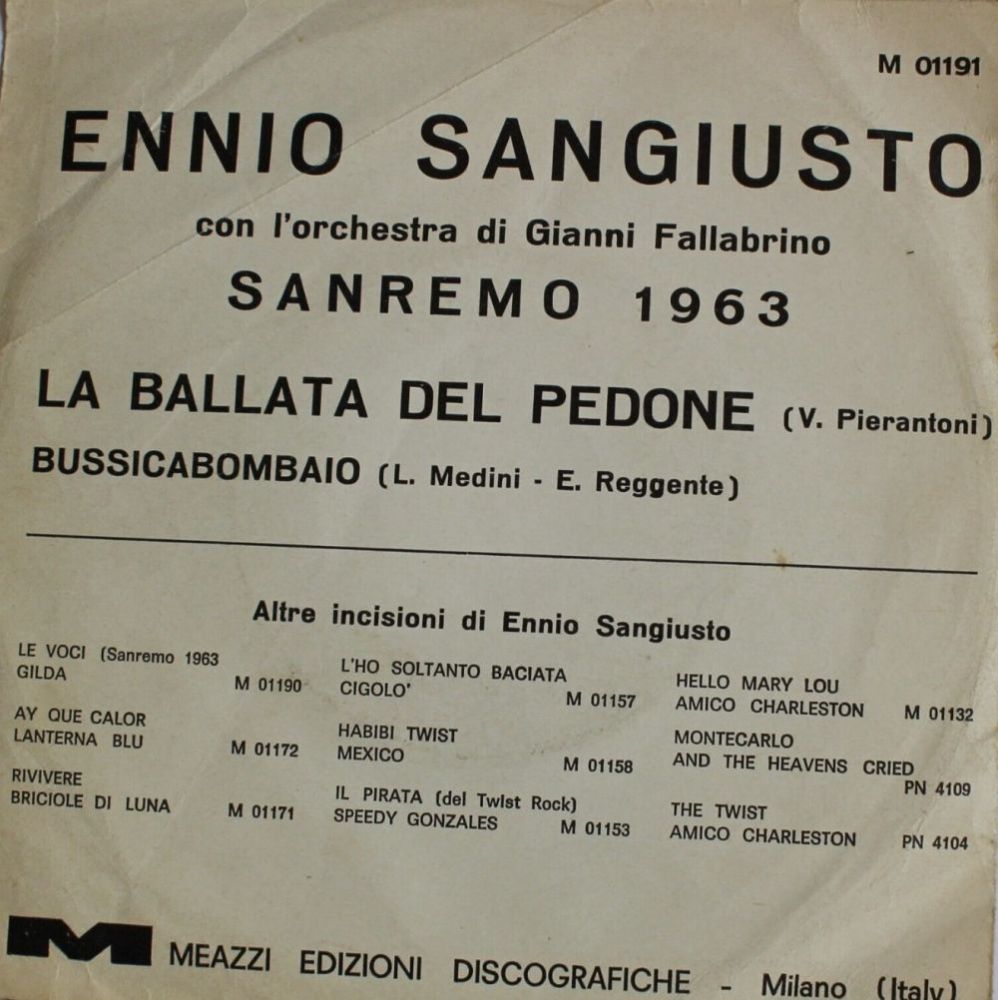 M 01191
ENNIO SANGIUSTO
con l'orchestra di Gianni Fallabrino
SANREMO 1963
LA BALLATA DEL PEDONE (V. Pierantoni)
BUSSICABOMBAIO (L. Medini - E. Reggente)
Altre incisioni di Ennio Sangiusto
LE VOCI (Sanremo 1963
GILDA M 01190
AY QUE CALOR
LANTERNA BLU M 01172
RIVIVERE
BRICIOLE DI LUNA M 01171
L'HO SOLTANTO BACIATA
CIGOLO' M 01157
HABIBI TWIST
MEXICO M 01158
IL PIRATA (del Twist Rock)
SPEEDY GONZALES M 01153
HELLO MARY LOU
AMICO CHARLESTON M 01132
MONTECARLO
AND THE HEAVENS CRIED
PN 4109
THE TWIST
AMICO CHARLESTON PN 4104
M MEAZZI EDIZIONI DISCOGRAFICHE - Milano (Italy)